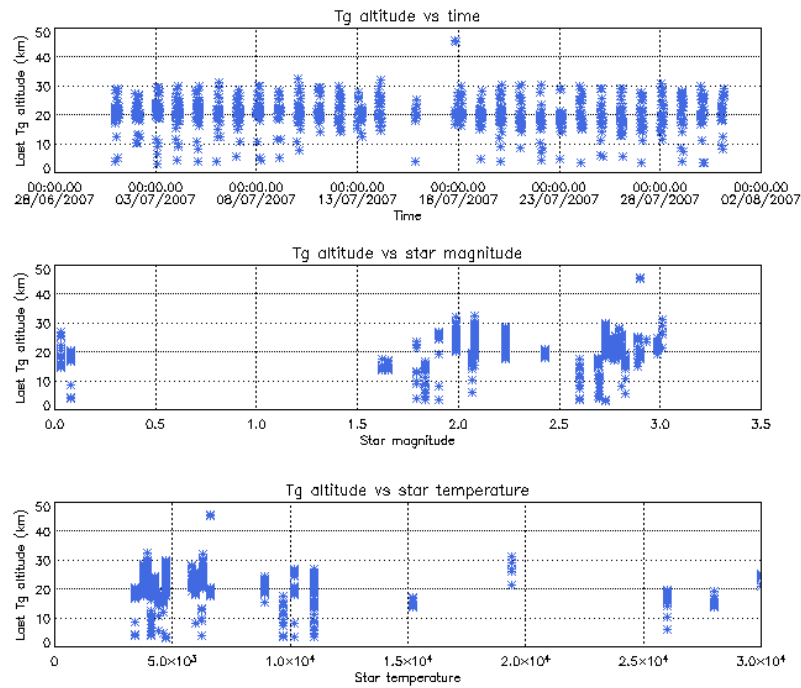 Tg altitude vs time
Last Tg altitude (km)
50
40
30
20
10
0
00:00.00 00:00.00 00:00.00 00:00.00 00:00.00 00:00.00 00:00.00 00:00.00
28/06/2007 03/07/2007 08/07/2007 13/07/2007 18/07/2007 23/07/2007 28/07/2007 02/08/2007
Time
Tg altitude vs star magnitude
Last Tg altitude (km)
50
40
30
20
10
0
0.0 0.5 1.0 1.5 2.0 2.5 3.0 3.5
Star magnitude
Tg altitude vs star temperature
Last Tg altitude (km)
50
40
30
20
10
0
0 5.0×10³ 1.0×10⁴ 1.5×10⁴ 2.0×10⁴ 2.5×10⁴ 3.0×10⁴
Star temperature